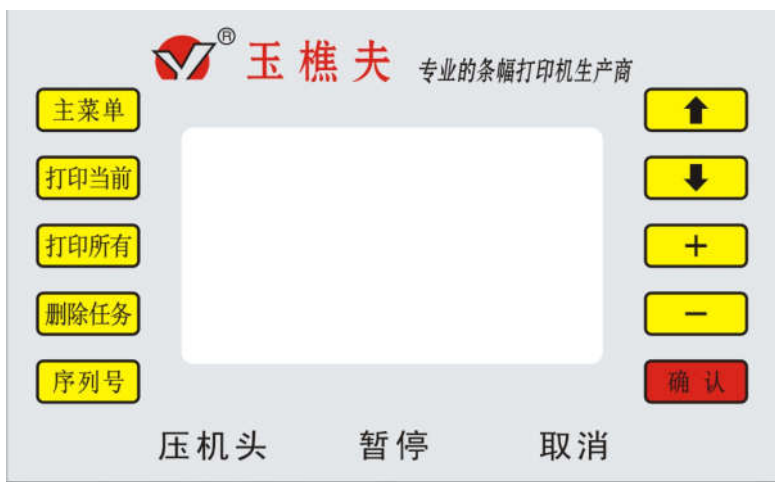 ® 玉樵夫 专业的条幅打印机生产商
主菜单
打印当前
打印所有
删除任务
序列号
+
−
确认
压机头 暂停 取消